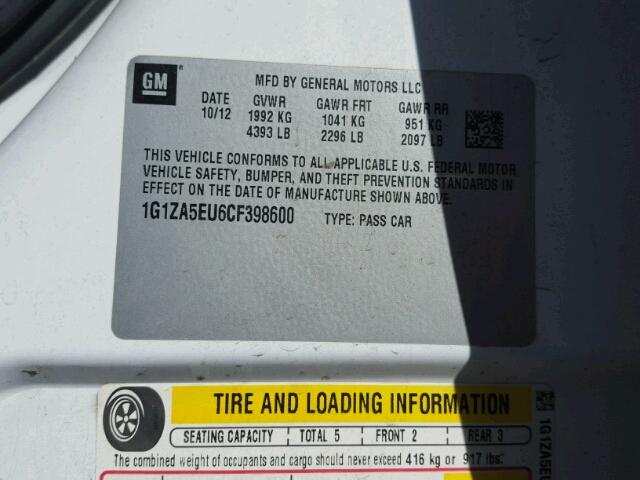 GM®
MFD BY GENERAL MOTORS LLC
DATE GVWR GAWR FRT GAWR RR
10/12 1992 KG 1041 KG 951 KG
4393 LB 2296 LB 2097 LB
THIS VEHICLE CONFORMS TO ALL APPLICABLE U.S. FEDERAL MOTOR
VEHICLE SAFETY, BUMPER, AND THEFT PREVENTION STANDARDS IN
EFFECT ON THE DATE OF MANUFACTURE SHOWN ABOVE.
1G1ZA5EU6CF398600 TYPE: PASS CAR
TIRE AND LOADING INFORMATION
SEATING CAPACITY TOTAL 5 FRONT 2 REAR 3
The combined weight of occupants and cargo should never exceed 416 kg or 917 lbs.
1G1ZA5EU